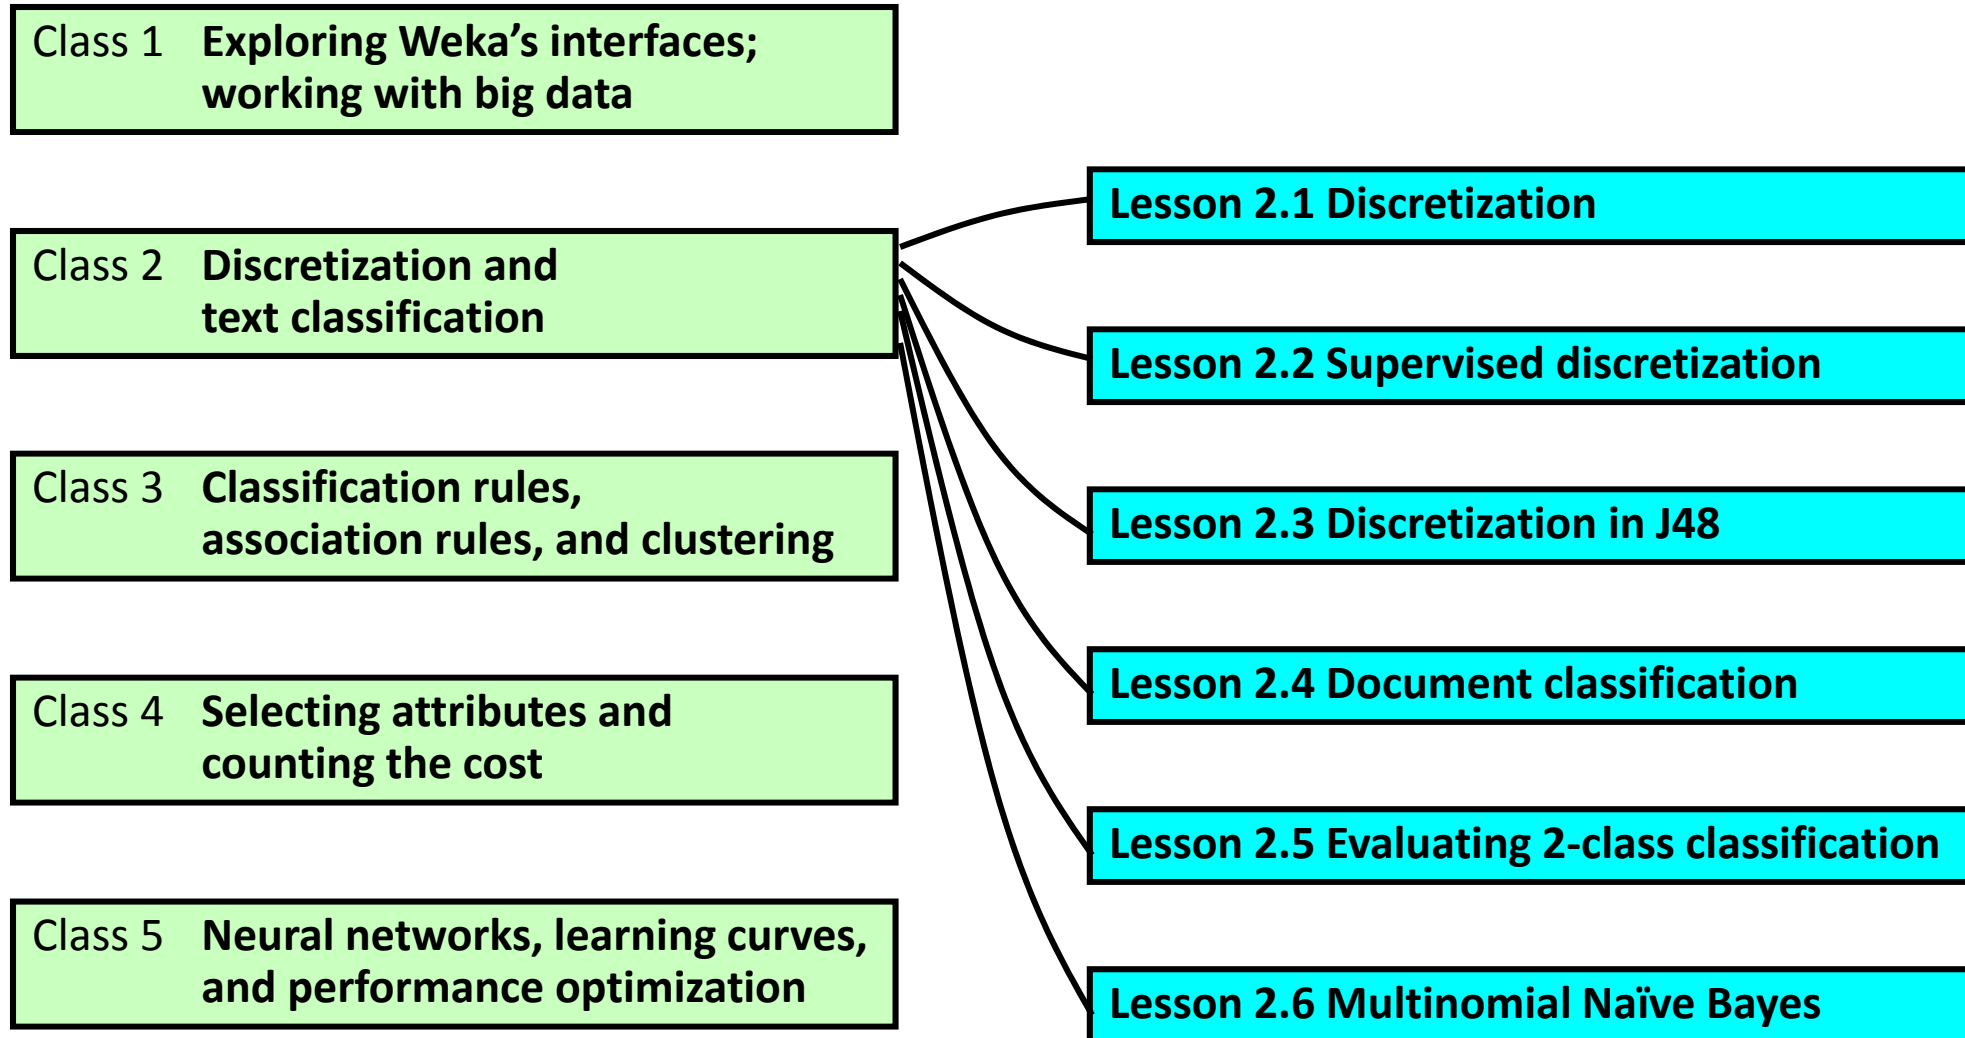 Class 1 Exploring Weka’s interfaces;
working with big data
Class 2 Discretization and
text classification
Class 3 Classification rules,
association rules, and clustering
Class 4 Selecting attributes and
counting the cost
Class 5 Neural networks, learning curves,
and performance optimization
Lesson 2.1 Discretization
Lesson 2.2 Supervised discretization
Lesson 2.3 Discretization in J48
Lesson 2.4 Document classification
Lesson 2.5 Evaluating 2-class classification
Lesson 2.6 Multinomial Naïve Bayes